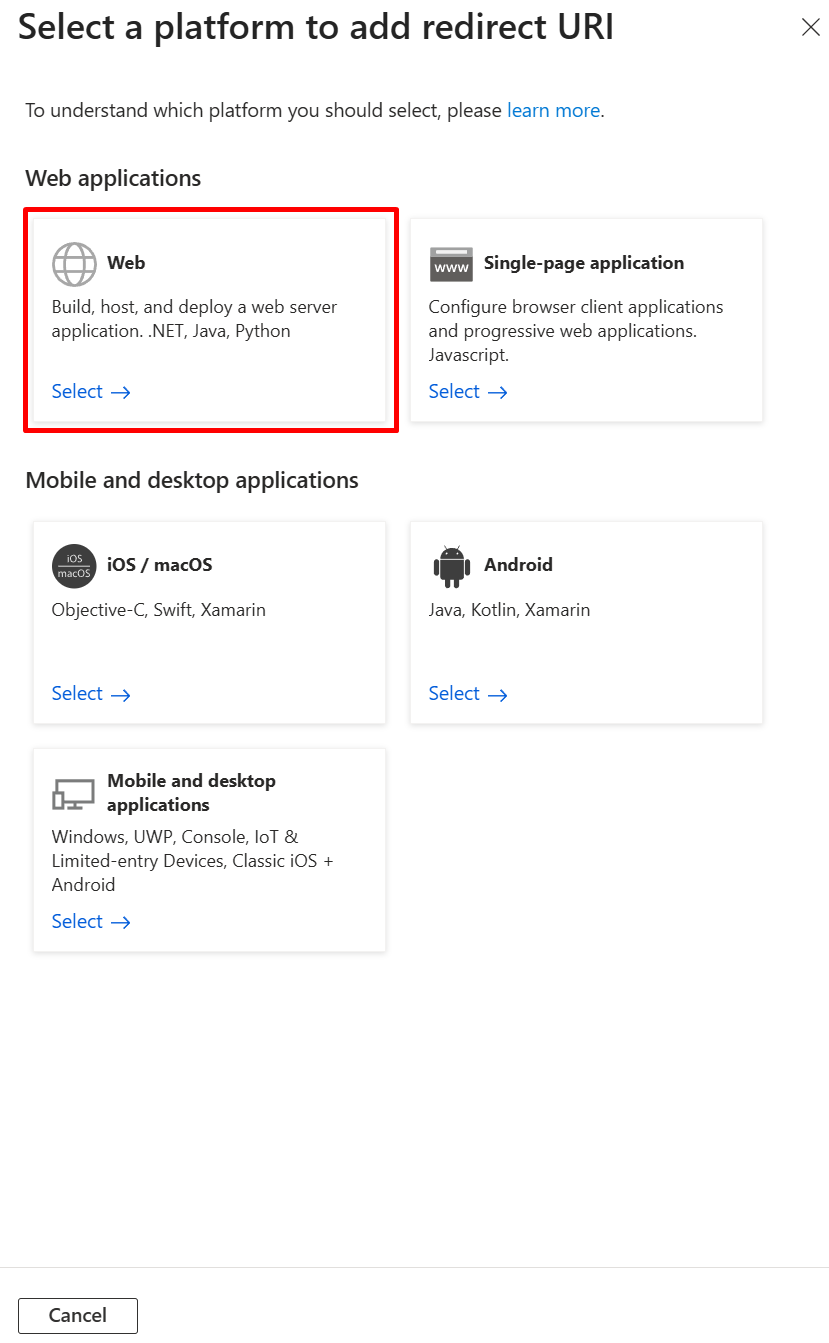 Select a platform to add redirect URI
To understand which platform you should select, please learn more.
Web applications
Web
Build, host, and deploy a web server
application. .NET, Java, Python
Select
www
Single-page application
Configure browser client applications
and progressive web applications.
Javascript.
Select
Mobile and desktop applications
iOS
macOS
iOS / macOS
Objective-C, Swift, Xamarin
Select
Android
Java, Kotlin, Xamarin
Select
Mobile and desktop
applications
Windows, UWP, Console, IoT &
Limited-entry Devices, Classic iOS +
Android
Select
Cancel